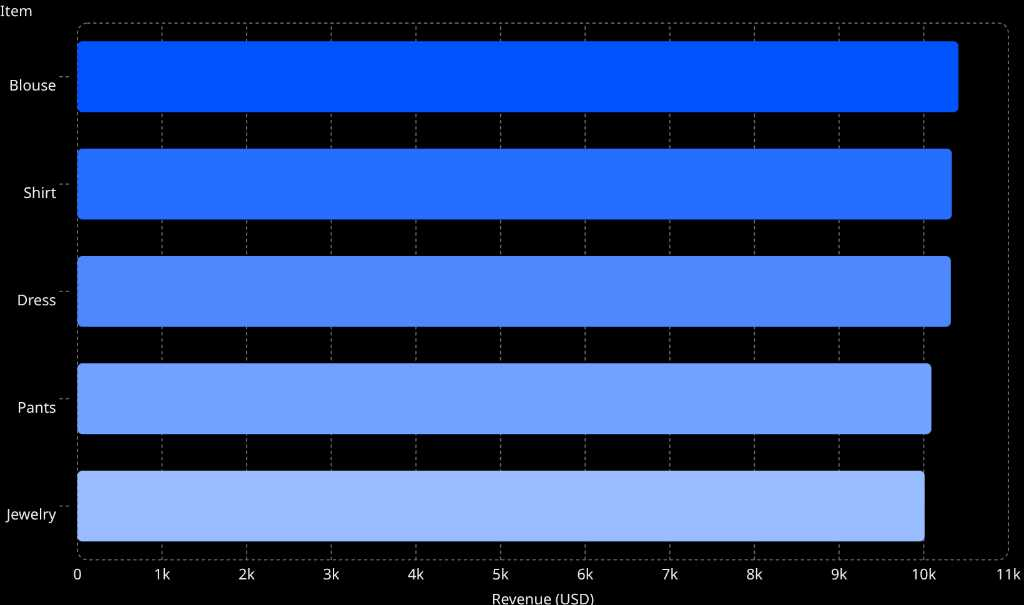 Item
Blouse
Shirt
Dress
Pants
Jewelry
0 1k 2k 3k 4k 5k 6k 7k 8k 9k 10k 11k
Revenue (USD)